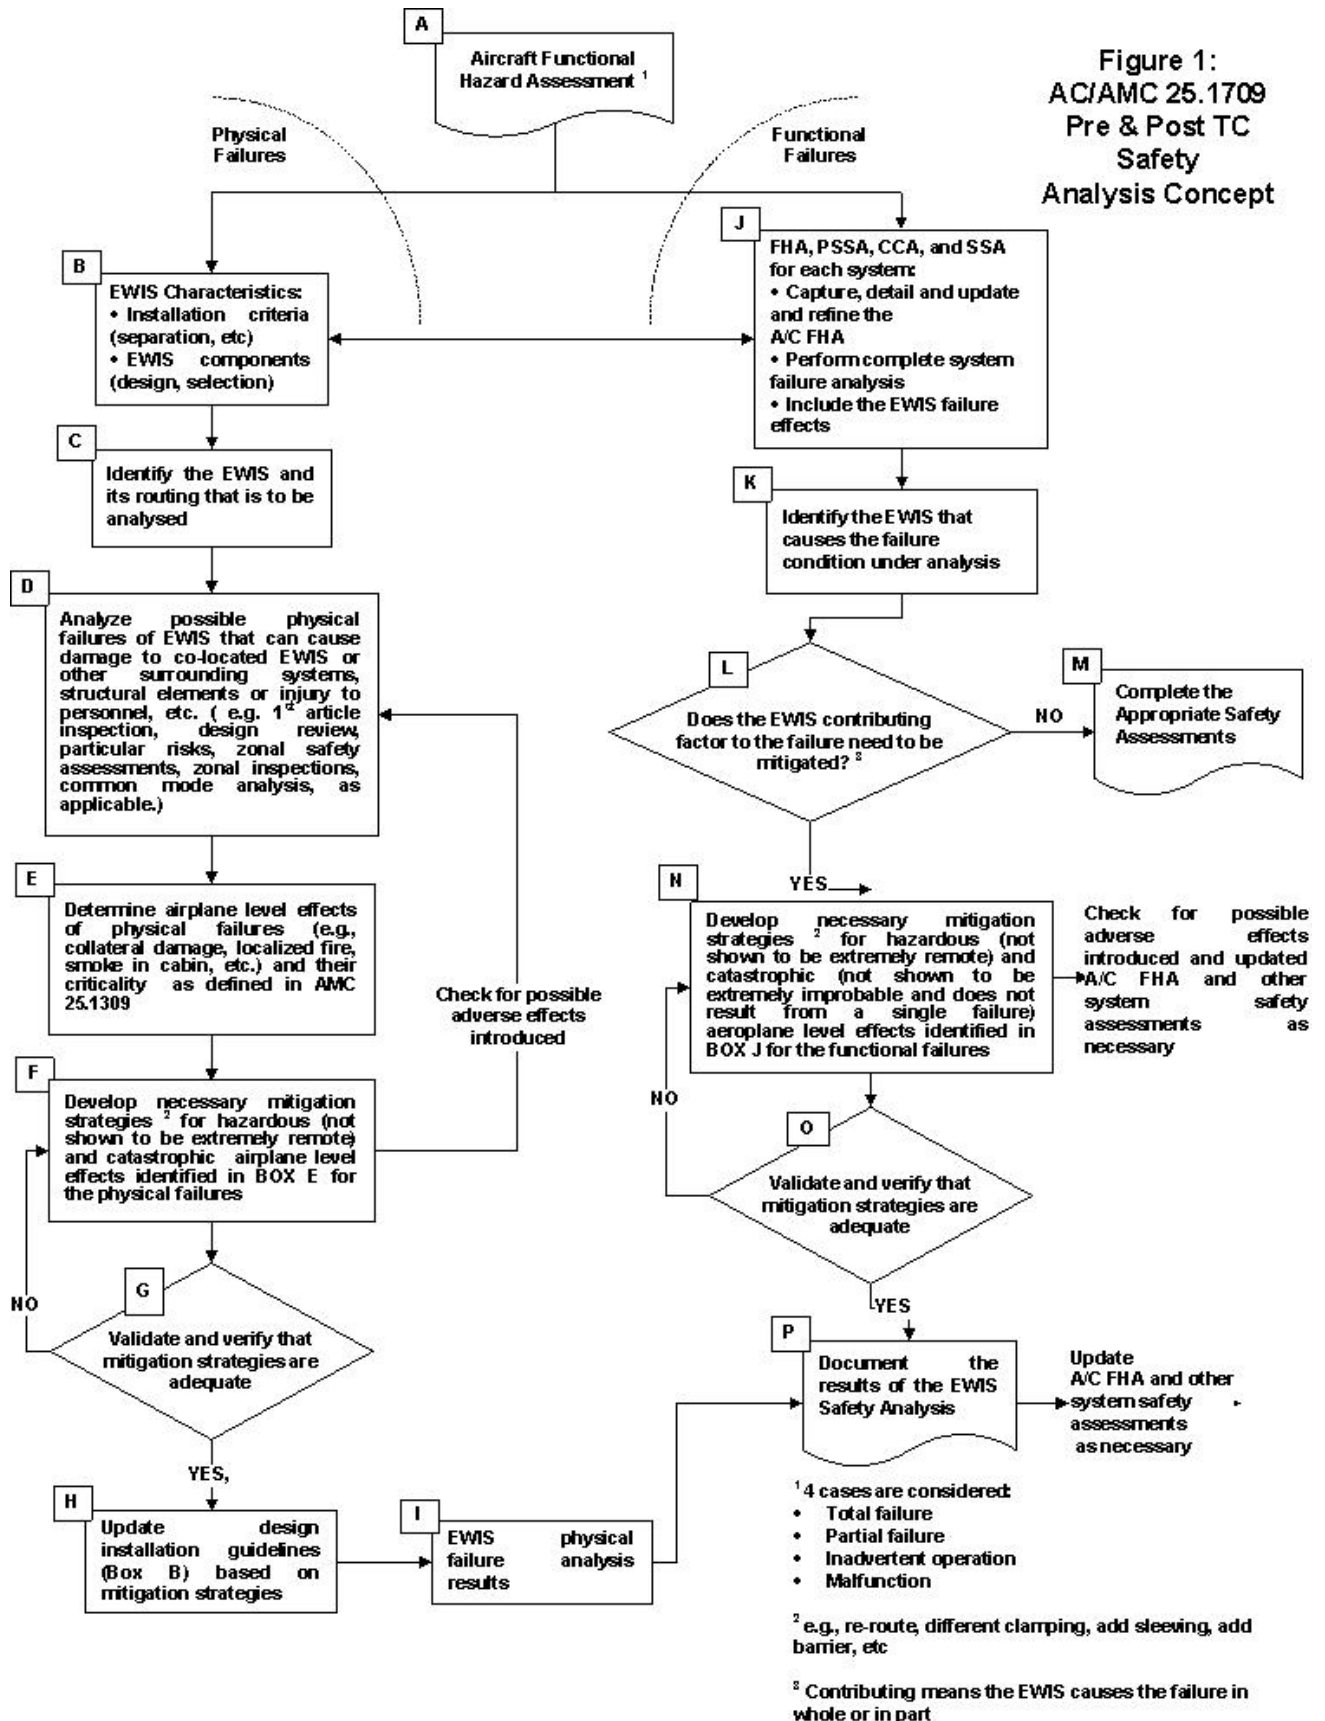 A
Aircraft Functional
Hazard Assessment 1
Figure 1:
AC/AMC 25.1709
Pre & Post TC
Safety
Analysis Concept
Physical
Failures
Functional
Failures
B
EWIS Characteristics:
• Installation criteria
(separation, etc)
• EWIS components
(design, selection)
J
FHA, PSSA, CCA, and SSA
for each system:
• Capture, detail and update
and refine the
A/C FHA
• Perform complete system
failure analysis
• Include the EWIS failure
effects
C
Identify the EWIS and
its routing that is to be
analysed
K
Identify the EWIS that
causes the failure
condition under analysis
D
Analyze possible physical
failures of EWIS that can cause
damage to co-located EWIS or
other surrounding systems,
structural elements or injury to
personnel, etc. ( e.g. 1st article
inspection, design review,
particular risks, zonal safety
assessments, zonal inspections,
common mode analysis, as
applicable.)
L
Does the EWIS contributing
factor to the failure need to be
mitigated? 3
NO
M
Complete the
Appropriate Safety
Assessments
YES
E
Determine airplane level effects
of physical failures (e.g.,
collateral damage, localized fire,
smoke in cabin, etc.) and their
criticality as defined in AMC
25.1309
Check for possible
adverse effects
introduced
N
Develop necessary mitigation
strategies 2 for hazardous (not
shown to be extremely remote) and
catastrophic (not shown to be
extremely improbable and does not
result from a single failure)
aeroplane level effects identified in
BOX J for the functional failures
Check for possible
adverse effects
introduced and updated
A/C FHA and other
system safety
assessments as
necessary
F
Develop necessary mitigation
strategies 2 for hazardous (not
shown to be extremely remote)
and catastrophic airplane level
effects identified in BOX E for
the physical failures
NO
O
Validate and verify that
mitigation strategies are
adequate
YES
G
NO
Validate and verify that
mitigation strategies are
adequate
YES,
P
Document the
results of the EWIS
Safety Analysis
Update
A/C FHA and other
system safety
assessments
as necessary
H
Update design
installation guidelines
(Box B) based on
mitigation strategies
I
EWIS physical
failure analysis
results
1 4 cases are considered:
• Total failure
• Partial failure
• Inadvertent operation
• Malfunction
2 e.g., re-route, different clamping, add sleeving, add
barrier, etc
3 Contributing means the EWIS causes the failure in
whole or in part